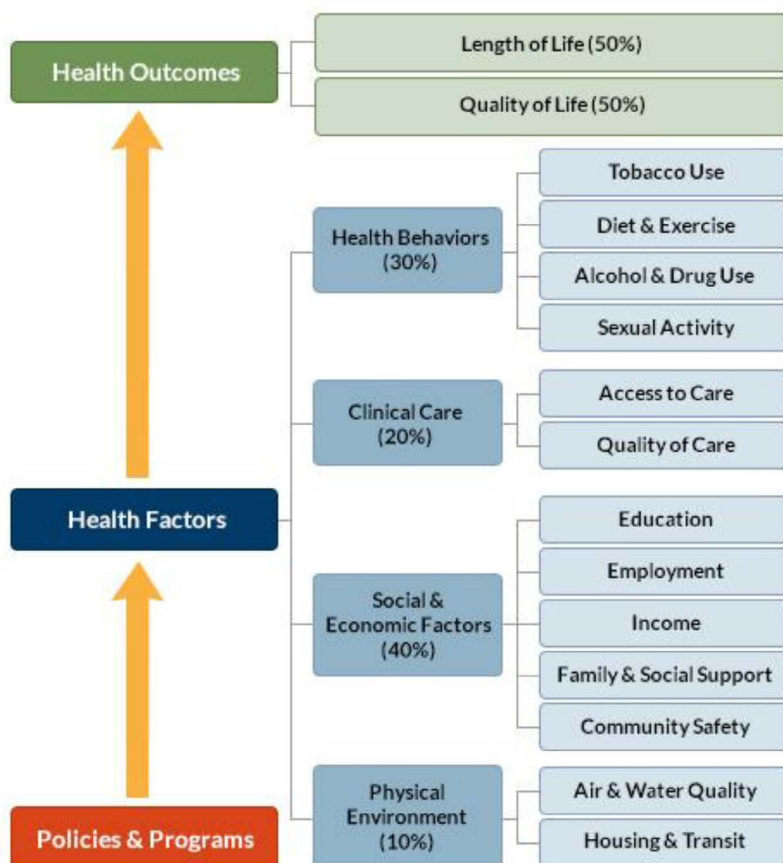 Health Outcomes
Length of Life (50%)
Quality of Life (50%)
Health Factors
Health Behaviors
(30%)
Tobacco Use
Diet & Exercise
Alcohol & Drug Use
Sexual Activity
Clinical Care
(20%)
Access to Care
Quality of Care
Social &
Economic Factors
(40%)
Education
Employment
Income
Family & Social Support
Community Safety
Physical
Environment
(10%)
Air & Water Quality
Housing & Transit
Policies & Programs